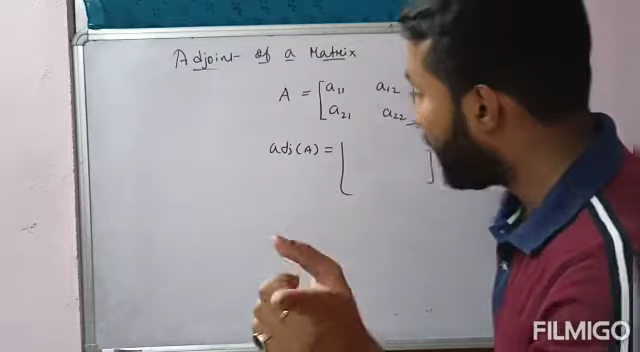 Adjoint of a Matrix
A = [a11 a12
a21 a22
adj(A) = [ ]
FILMIGO